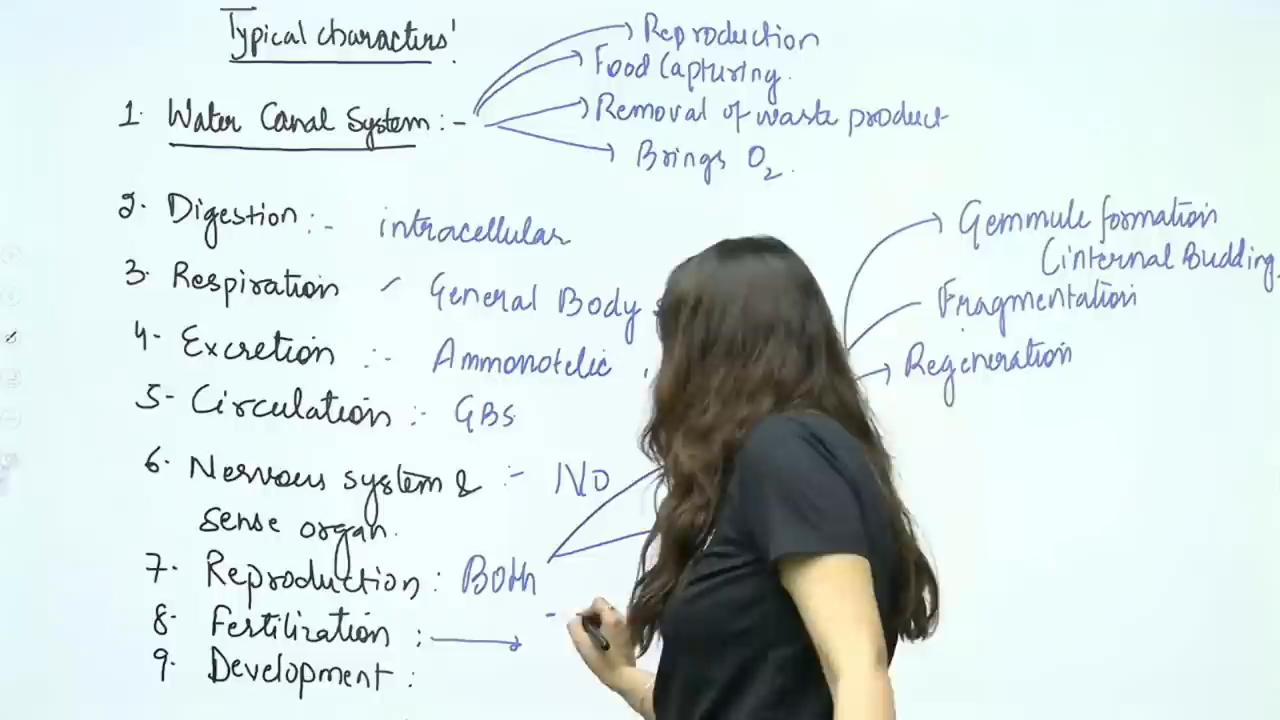 Typical characters!
Reproduction
Food Capturing.
1. Water Canal System :-
Removal of waste product
Brings O2.
2. Digestion :- intracellular
Gemmule formation
(internal Budding.
3. Respiration - General Body
Fragmentation
4. Excretion :- Ammonotelic
Regeneration
5- Circulation :- GBS
6. Nervous system & :- NO
sense organ.
7. Reproduction : Both
8. Fertilization :
9. Development :